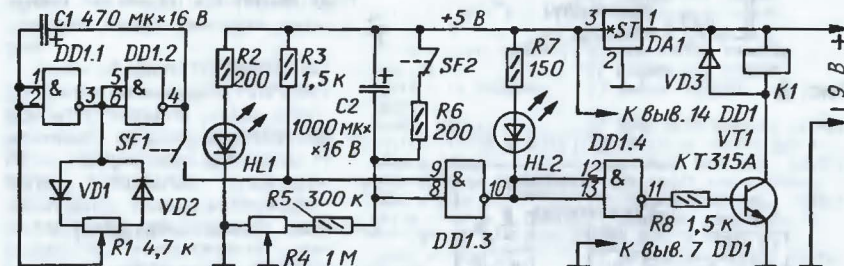 C1 470 мк×16 В
DD1.1
DD1.2
&
&
1
2
3
5
6
4
SF1
VD1
VD2
R1 4,7 к
R2
200
R3
1,5 к
HL1
C2
1000 мк×
×16 В
+5 В
SF2
R6
200
R5 300 к
R4 1 М
9
8
&
10
DD1.3
R7
150
HL2
DD1.4
12
13
&
11
R8 1,5 к
3
*ST
1
2
DA1
VD3
K1
К выв. 14 DD1
VT1
КТ315А
К выв. 7 DD1
+
9 В